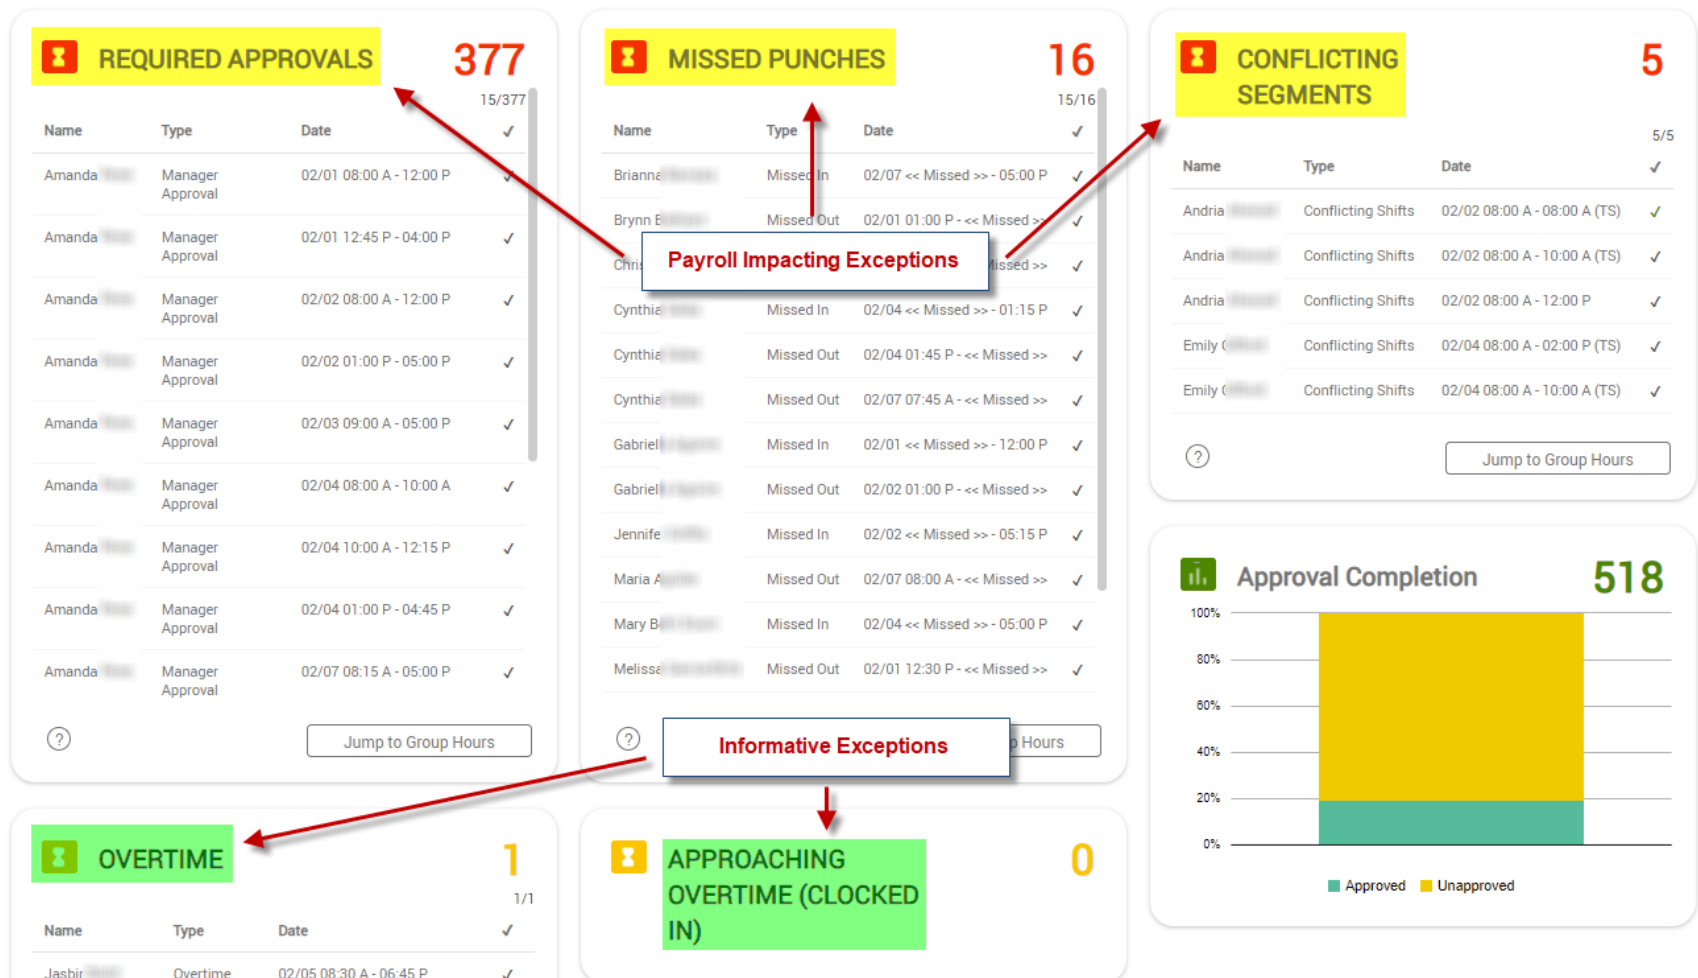 REQUIRED APPROVALS 377
15/377
Name Type Date ✓
Amanda Manager Approval 02/01 08:00 A - 12:00 P ✓
Amanda Manager Approval 02/01 12:45 P - 04:00 P ✓
Amanda Manager Approval 02/02 08:00 A - 12:00 P ✓
Amanda Manager Approval 02/02 01:00 P - 05:00 P ✓
Amanda Manager Approval 02/03 09:00 A - 05:00 P ✓
Amanda Manager Approval 02/04 08:00 A - 10:00 A ✓
Amanda Manager Approval 02/04 10:00 A - 12:15 P ✓
Amanda Manager Approval 02/04 01:00 P - 04:45 P ✓
Amanda Manager Approval 02/07 08:15 A - 05:00 P ✓
? Jump to Group Hours
MISSED PUNCHES 16
15/16
Name Type Date ✓
Brianna Missed In 02/07 << Missed >> - 05:00 P ✓
Brynn Missed Out 02/01 01:00 P - << Missed >> ✓
Payroll Impacting Exceptions
Missed >> ✓
Cynthia Missed In 02/04 << Missed >> - 01:15 P ✓
Cynthia Missed Out 02/04 01:45 P - << Missed >> ✓
Cynthia Missed Out 02/07 07:45 A - << Missed >> ✓
Gabriel Missed In 02/01 << Missed >> - 12:00 P ✓
Gabriel Missed Out 02/02 01:00 P - << Missed >> ✓
Jennife Missed In 02/02 << Missed >> - 05:15 P ✓
Maria A Missed Out 02/07 08:00 A - << Missed >> ✓
Mary B Missed In 02/04 << Missed >> - 05:00 P ✓
Melissa Missed Out 02/01 12:30 P - << Missed >> ✓
? Informative Exceptions p Hours
CONFLICTING
SEGMENTS 5
5/5
Name Type Date ✓
Andria Conflicting Shifts 02/02 08:00 A - 08:00 A (TS) ✓
Andria Conflicting Shifts 02/02 08:00 A - 10:00 A (TS) ✓
Andria Conflicting Shifts 02/02 08:00 A - 12:00 P ✓
Emily Conflicting Shifts 02/04 08:00 A - 02:00 P (TS) ✓
Emily Conflicting Shifts 02/04 08:00 A - 10:00 A (TS) ✓
? Jump to Group Hours
Approval Completion 518
100%
80%
60%
40%
20%
0%
Approved Unapproved
OVERTIME 1
1/1
Name Type Date ✓
Jasbir Overtime 02/05 08:30 A - 06:45 P ✓
APPROACHING 0
OVERTIME (CLOCKED
IN)